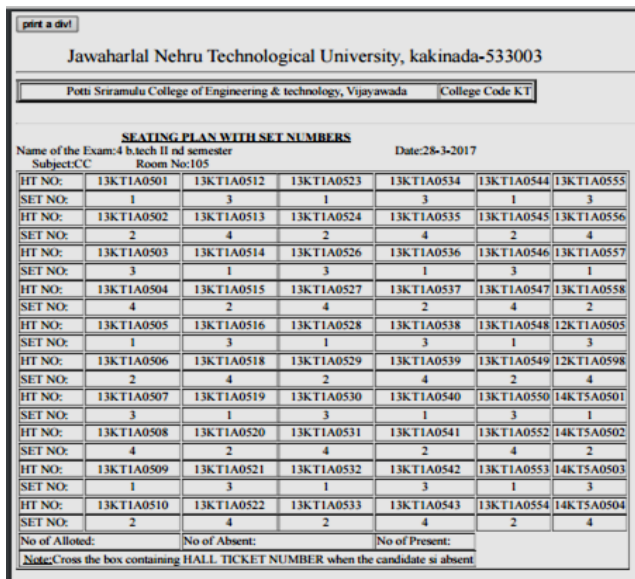 print a div!
Jawaharlal Nehru Technological University, kakinada-533003
Potti Sriramulu College of Engineering & technology, Vijayawada College Code KT
SEATING PLAN WITH SET NUMBERS
Name of the Exam:4 b.tech II nd semester Date:28-3-2017
Subject:CC Room No:105
HT NO: 13KT1A0501 13KT1A0512 13KT1A0523 13KT1A0534 13KT1A0544 13KT1A0555
SET NO: 1 3 1 3 1 3
HT NO: 13KT1A0502 13KT1A0513 13KT1A0524 13KT1A0535 13KT1A0545 13KT1A0556
SET NO: 2 4 2 4 2 4
HT NO: 13KT1A0503 13KT1A0514 13KT1A0526 13KT1A0536 13KT1A0546 13KT1A0557
SET NO: 3 1 3 1 3 1
HT NO: 13KT1A0504 13KT1A0515 13KT1A0527 13KT1A0537 13KT1A0547 13KT1A0558
SET NO: 4 2 4 2 4 2
HT NO: 13KT1A0505 13KT1A0516 13KT1A0528 13KT1A0538 13KT1A0548 12KT1A0505
SET NO: 1 3 1 3 1 3
HT NO: 13KT1A0506 13KT1A0518 13KT1A0529 13KT1A0539 13KT1A0549 12KT1A0598
SET NO: 2 4 2 4 2 4
HT NO: 13KT1A0507 13KT1A0519 13KT1A0530 13KT1A0540 13KT1A0550 14KT5A0501
SET NO: 3 1 3 1 3 1
HT NO: 13KT1A0508 13KT1A0520 13KT1A0531 13KT1A0541 13KT1A0552 14KT5A0502
SET NO: 4 2 4 2 4 2
HT NO: 13KT1A0509 13KT1A0521 13KT1A0532 13KT1A0542 13KT1A0553 14KT5A0503
SET NO: 1 3 1 3 1 3
HT NO: 13KT1A0510 13KT1A0522 13KT1A0533 13KT1A0543 13KT1A0554 14KT5A0504
SET NO: 2 4 2 4 2 4
No of Alloted: No of Absent: No of Present:
Note:Cross the box containing HALL TICKET NUMBER when the candidate si absent